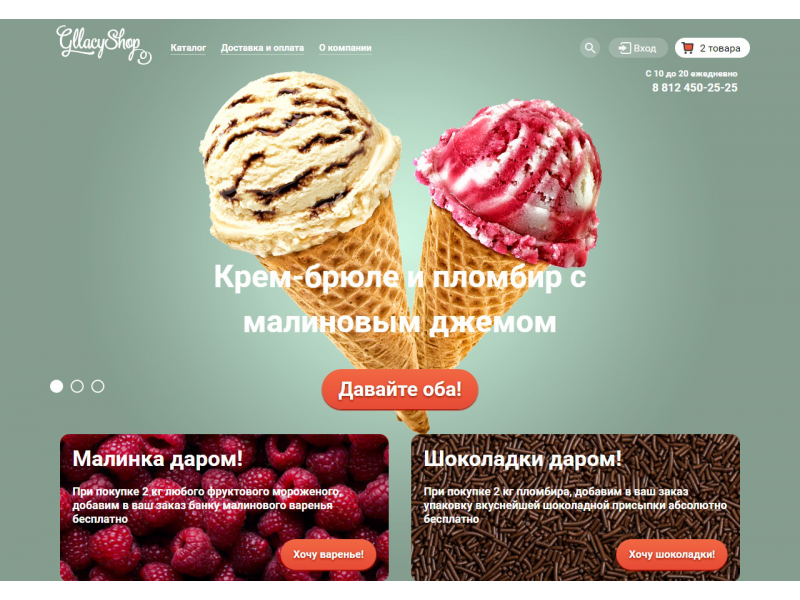 GllacyShop
Каталог Доставка и оплата О компании
Вход
2 товара
С 10 до 20 ежедневно
8 812 450-25-25
Крем-брюле и пломбир с
малиновым джемом
Давайте оба!
Малинка даром!
При покупке 2 кг любого фруктового мороженого,
добавим в ваш заказ банку малинового варенья
бесплатно
Хочу варенье!
Шоколадки даром!
При покупке 2 кг пломбира, добавим в ваш заказ
упаковку вкуснейшей шоколадной присыпки абсолютно
бесплатно
Хочу шоколадки!